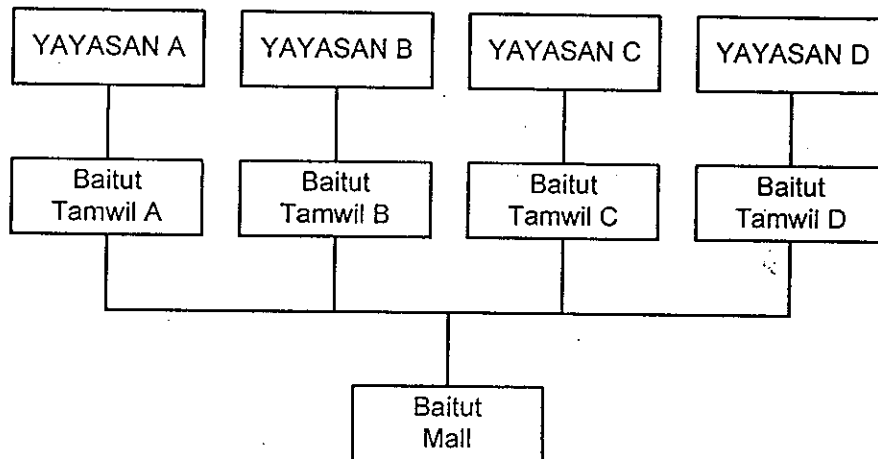 YAYASAN A
YAYASAN B
YAYASAN C
YAYASAN D
Baitut
Tamwil A
Baitut
Tamwil B
Baitut
Tamwil C
Baitut
Tamwil D
Baitut
Mall